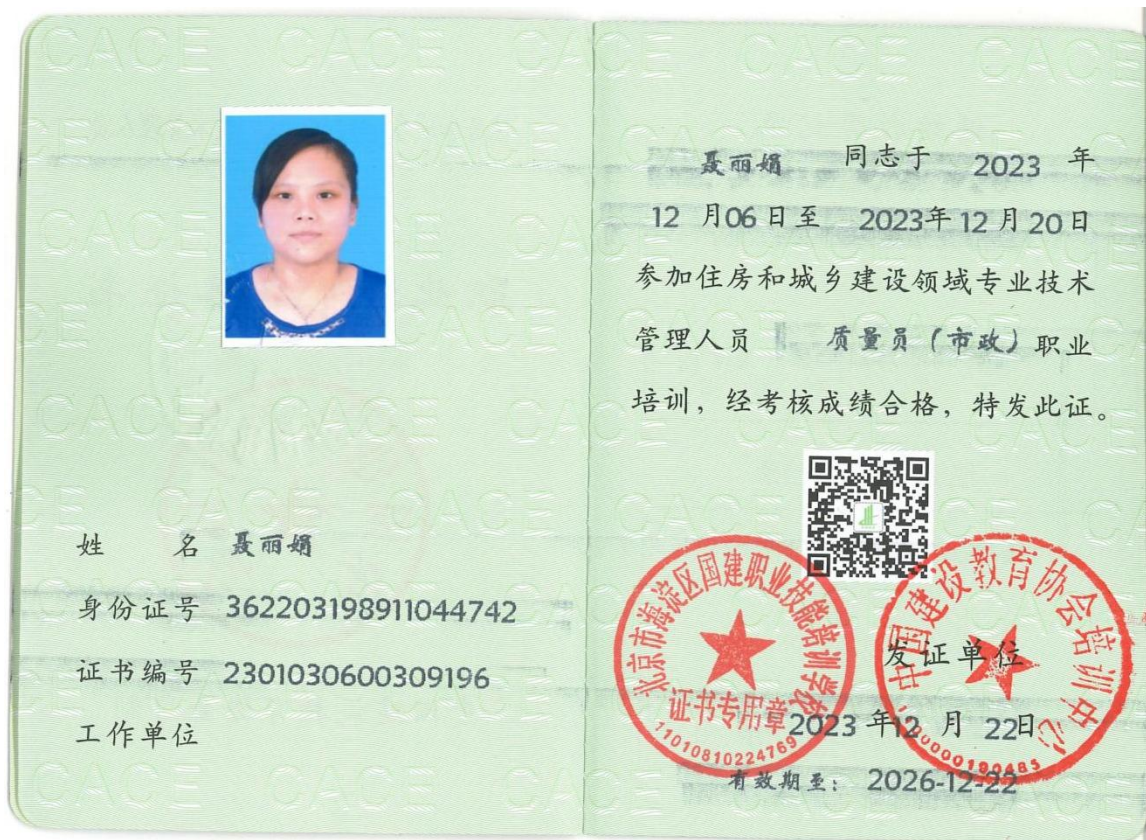 姓 名 聂丽娟
身份证号 362203198911044742
证书编号 2301030600309196
工作单位
聂丽娟 同志于 2023 年
12 月06日至 2023年12月20日
参加住房和城乡建设领域专业技术
管理人员 质量员(市政)职业
培训,经考核成绩合格,特发此证。
北京市海淀区国建职业技能培训学校
证书专用章
11010810224769
中国建设教育协会培训中心
发证单位
2023 年12 月 22日
有效期至: 2026-12-22
CACE